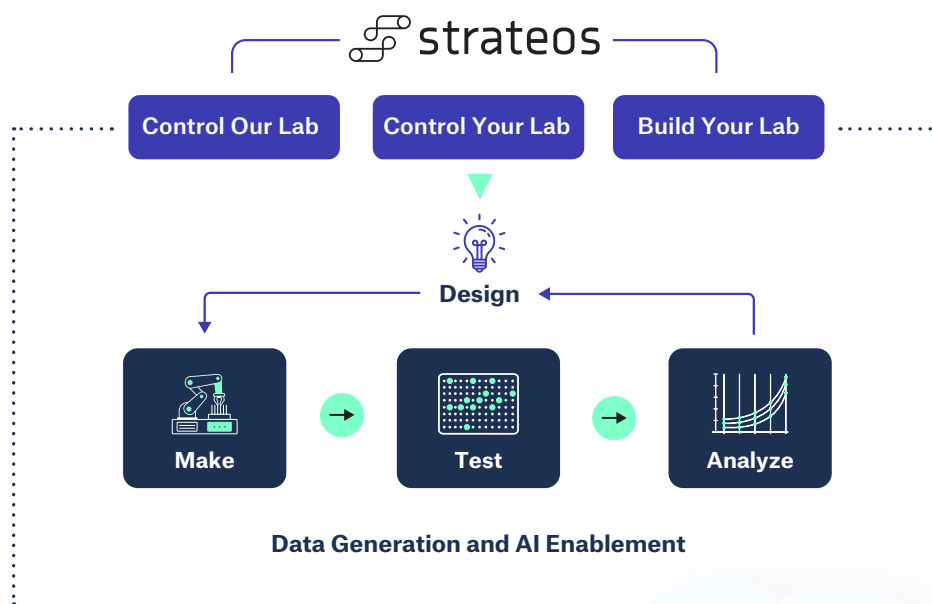 strateos
Control Our Lab
Control Your Lab
Build Your Lab
Design
Make
Test
Analyze
Data Generation and AI Enablement